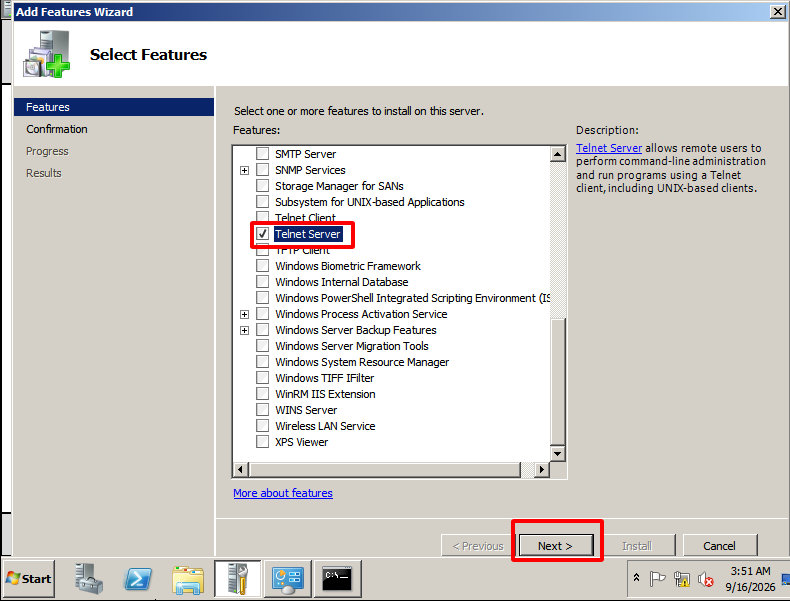 Add Features Wizard
Select Features
Features
Confirmation
Progress
Results
Select one or more features to install on this server.
Features:
SMTP Server
SNMP Services
Storage Manager for SANs
Subsystem for UNIX-based Applications
Telnet Client
Telnet Server
TFTP Client
Windows Biometric Framework
Windows Internal Database
Windows PowerShell Integrated Scripting Environment (IS
Windows Process Activation Service
Windows Server Backup Features
Windows Server Migration Tools
Windows System Resource Manager
Windows TIFF IFilter
WinRM IIS Extension
WINS Server
Wireless LAN Service
XPS Viewer
More about features
Description:
Telnet Server allows remote users to
perform command-line administration
and run programs using a Telnet
client, including UNIX-based clients.
< Previous
Next >
Install
Cancel
Start
C:\.
3:51 AM
9/16/2026